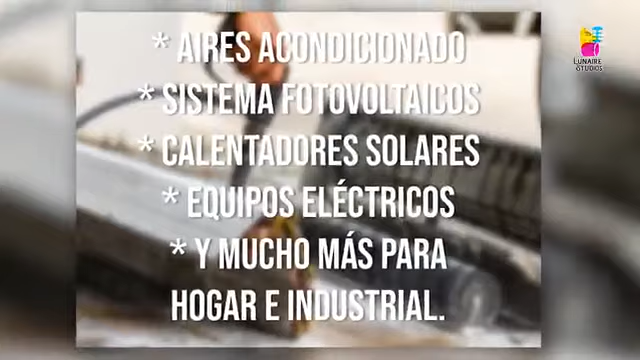 * AIRES ACONDICIONADO
* SISTEMA FOTOVOLTAICOS
* CALENTADORES SOLARES
* EQUIPOS ELÉCTRICOS
* Y MUCHO MÁS PARA
HOGAR E INDUSTRIAL.
LUNAIRE
STUDIOS